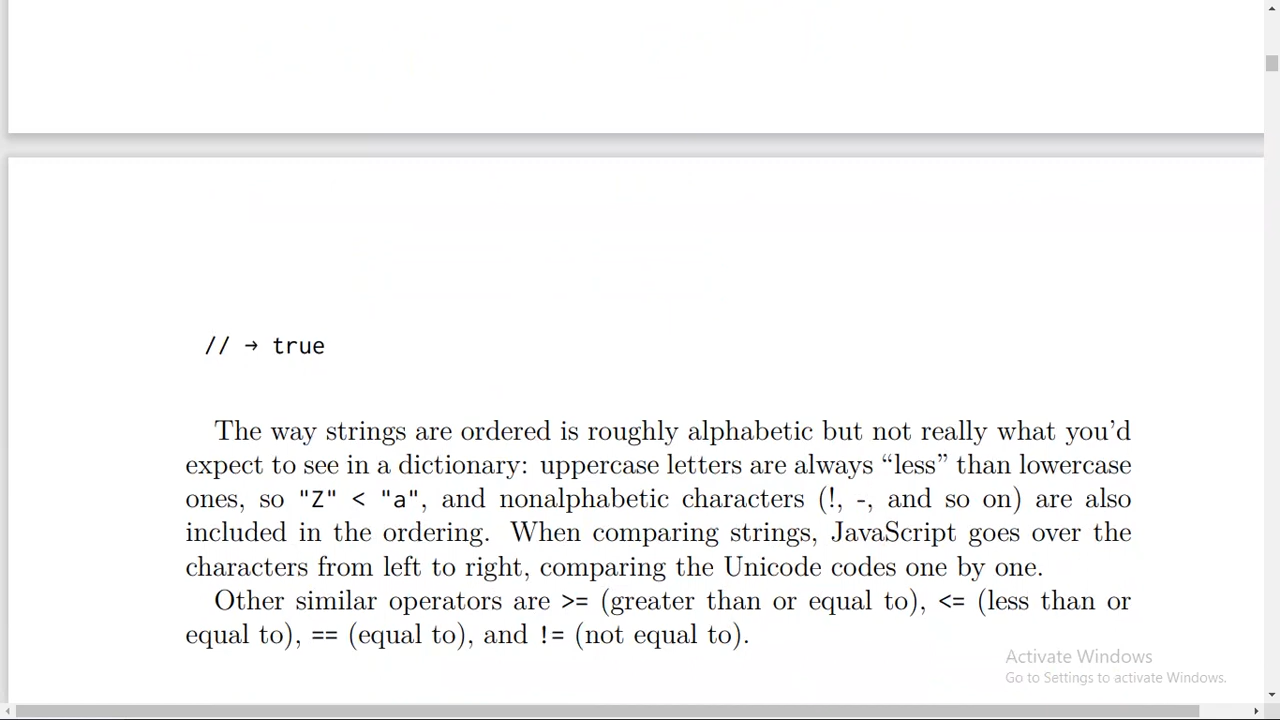 // → true
The way strings are ordered is roughly alphabetic but not really what you’d
expect to see in a dictionary: uppercase letters are always “less” than lowercase
ones, so "Z" < "a", and nonalphabetic characters (!, -, and so on) are also
included in the ordering. When comparing strings, JavaScript goes over the
characters from left to right, comparing the Unicode codes one by one.
Other similar operators are >= (greater than or equal to), <= (less than or
equal to), == (equal to), and != (not equal to).
Activate Windows
Go to Settings to activate Windows.